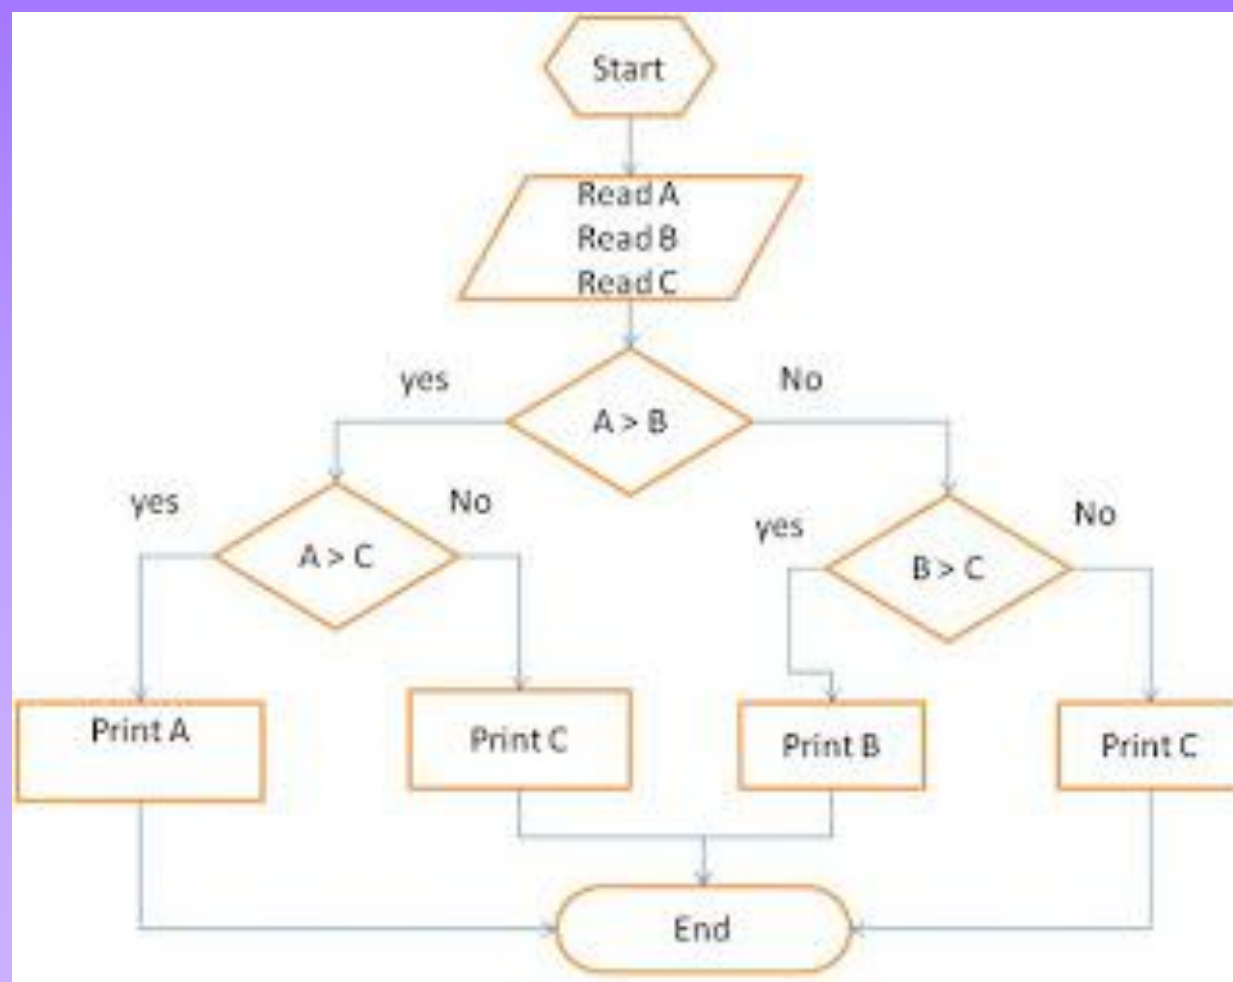 Start
Read A
Read B
Read C
yes
No
A > B
yes
No
A > C
yes
No
B > C
Print A
Print C
Print B
Print C
End